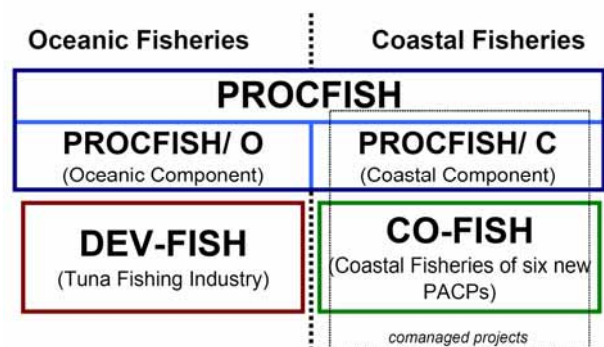 Oceanic Fisheries
Coastal Fisheries
PROCFISH
PROCFISH/ O
(Oceanic Component)
PROCFISH/ C
(Coastal Component)
DEV-FISH
(Tuna Fishing Industry)
CO-FISH
(Coastal Fisheries of six new
PACPs)
comanaged projects